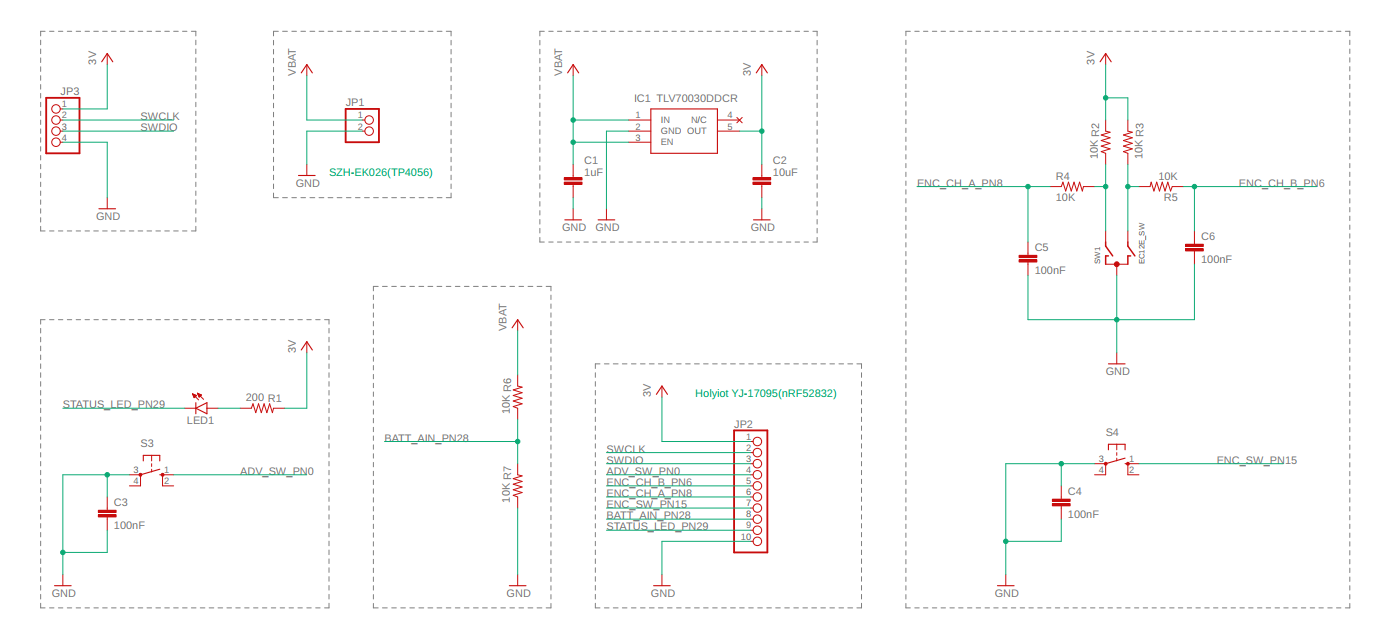 3V
JP3
1
2
3
4
SWCLK
SWDIO
GND
VBAT
JP1
1
2
GND
SZH-EK026(TP4056)
VBAT
3V
IC1 TLV70030DDCR
1 IN N/C 4
2 GND OUT 5
3 EN
C1
1uF
C2
10uF
GND
GND
GND
3V
10K R2
10K R3
ENC_CH_A_PN8
R4
10K
10K
R5
ENC_CH_B_PN6
SW1
EC12E_SW
C5
100nF
C6
100nF
GND
3V
STATUS_LED_PN29
LED1
200 R1
S3
3 1
4 2
ADV_SW_PN0
C3
100nF
GND
VBAT
10K R6
BATT_AIN_PN28
10K R7
GND
3V
Holyiot YJ-17095(nRF52832)
JP2
1
SWCLK 2
SWDIO 3
ADV_SW_PN0 4
ENC_CH_B_PN6 5
ENC_CH_A_PN8 6
ENC_SW_PN15 7
BATT_AIN_PN28 8
STATUS_LED_PN29 9
10
GND
S4
3 1
4 2
ENC_SW_PN15
C4
100nF
GND